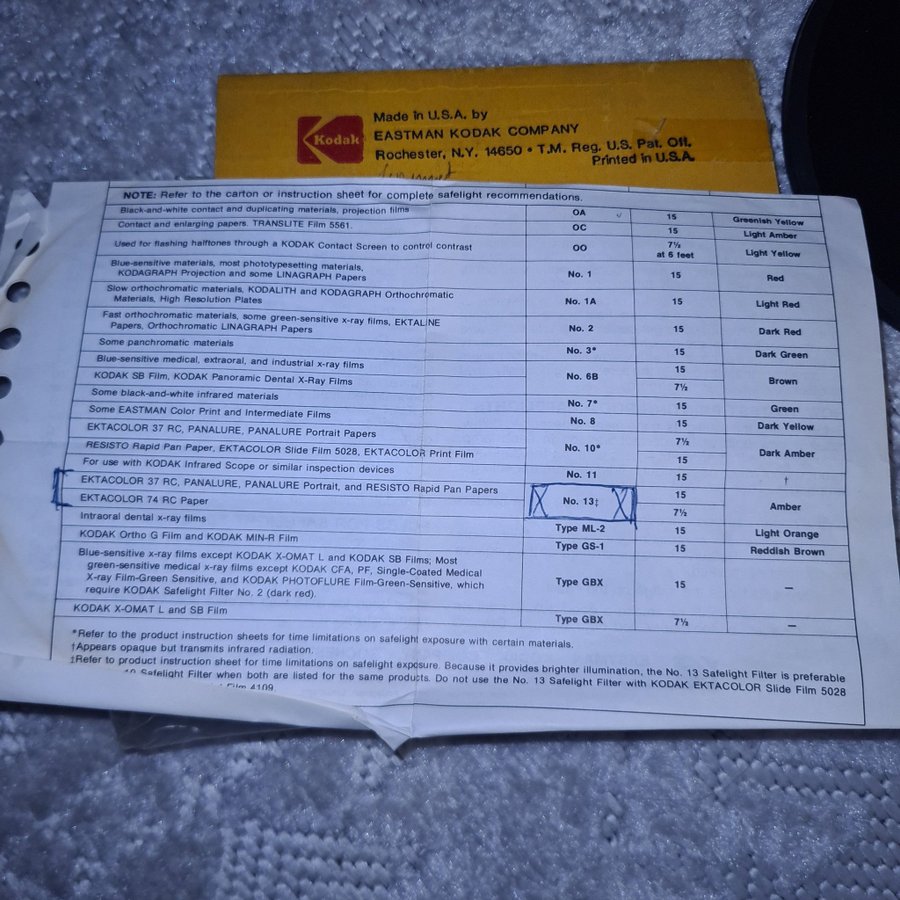 Kodak
Made in U.S.A. by
EASTMAN KODAK COMPANY
Rochester, N.Y. 14650 • T.M. Reg. U.S. Pat. Off.
Printed in U.S.A.
NOTE: Refer to the carton or instruction sheet for complete safelight recommendations.
Black-and-white contact and duplicating materials, projection films OA 15 Greenish Yellow
Contact and enlarging papers. TRANSLITE Film 5561. OC 15 Light Amber
Used for flashing halftones through a KODAK Contact Screen to control contrast OO 7½ at 6 feet Light Yellow
Blue-sensitive materials, most phototypesetting materials,
KODAGRAPH Projection and some LINAGRAPH Papers No. 1 15 Red
Slow orthochromatic materials, KODALITH and KODAGRAPH Orthochromatic
Materials, High Resolution Plates No. 1A 15 Light Red
Fast orthochromatic materials, some green-sensitive x-ray films, EKTALINE
Papers, Orthochromatic LINAGRAPH Papers No. 2 15 Dark Red
Some panchromatic materials No. 3* 15 Dark Green
Blue-sensitive medical, extraoral, and industrial x-ray films No. 6B 15 Brown
KODAK SB Film, KODAK Panoramic Dental X-Ray Films 7½
Some black-and-white infrared materials No. 7* 15 Green
Some EASTMAN Color Print and Intermediate Films No. 8 15 Dark Yellow
EKTACOLOR 37 RC, PANALURE, PANALURE Portrait Papers No. 10* 7½ Dark Amber
RESISTO Rapid Pan Paper, EKTACOLOR Slide Film 5028, EKTACOLOR Print Film 15
For use with KODAK Infrared Scope or similar inspection devices No. 11 15 †
EKTACOLOR 37 RC, PANALURE, PANALURE Portrait, and RESISTO Rapid Pan Papers No. 13‡ 15 Amber
EKTACOLOR 74 RC Paper 7½
Intraoral dental x-ray films Type ML-2 15 Light Orange
KODAK Ortho G Film and KODAK MIN-R Film Type GS-1 15 Reddish Brown
Blue-sensitive x-ray films except KODAK X-OMAT L and KODAK SB Films; Most
green-sensitive medical x-ray films except KODAK CFA, PF, Single-Coated Medical
X-ray Film-Green Sensitive, and KODAK PHOTOFLURE Film-Green-Sensitive, which
require KODAK Safelight Filter No. 2 (dark red). Type GBX 15 —
KODAK X-OMAT L and SB Film Type GBX 7½ —
*Refer to the product instruction sheets for time limitations on safelight exposure with certain materials.
†Appears opaque but transmits infrared radiation.
‡Refer to product instruction sheet for time limitations on safelight exposure. Because it provides brighter illumination, the No. 13 Safelight Filter is preferable
10 Safelight Filter when both are listed for the same products. Do not use the No. 13 Safelight Filter with KODAK EKTACOLOR Slide Film 5028
Film 4109.